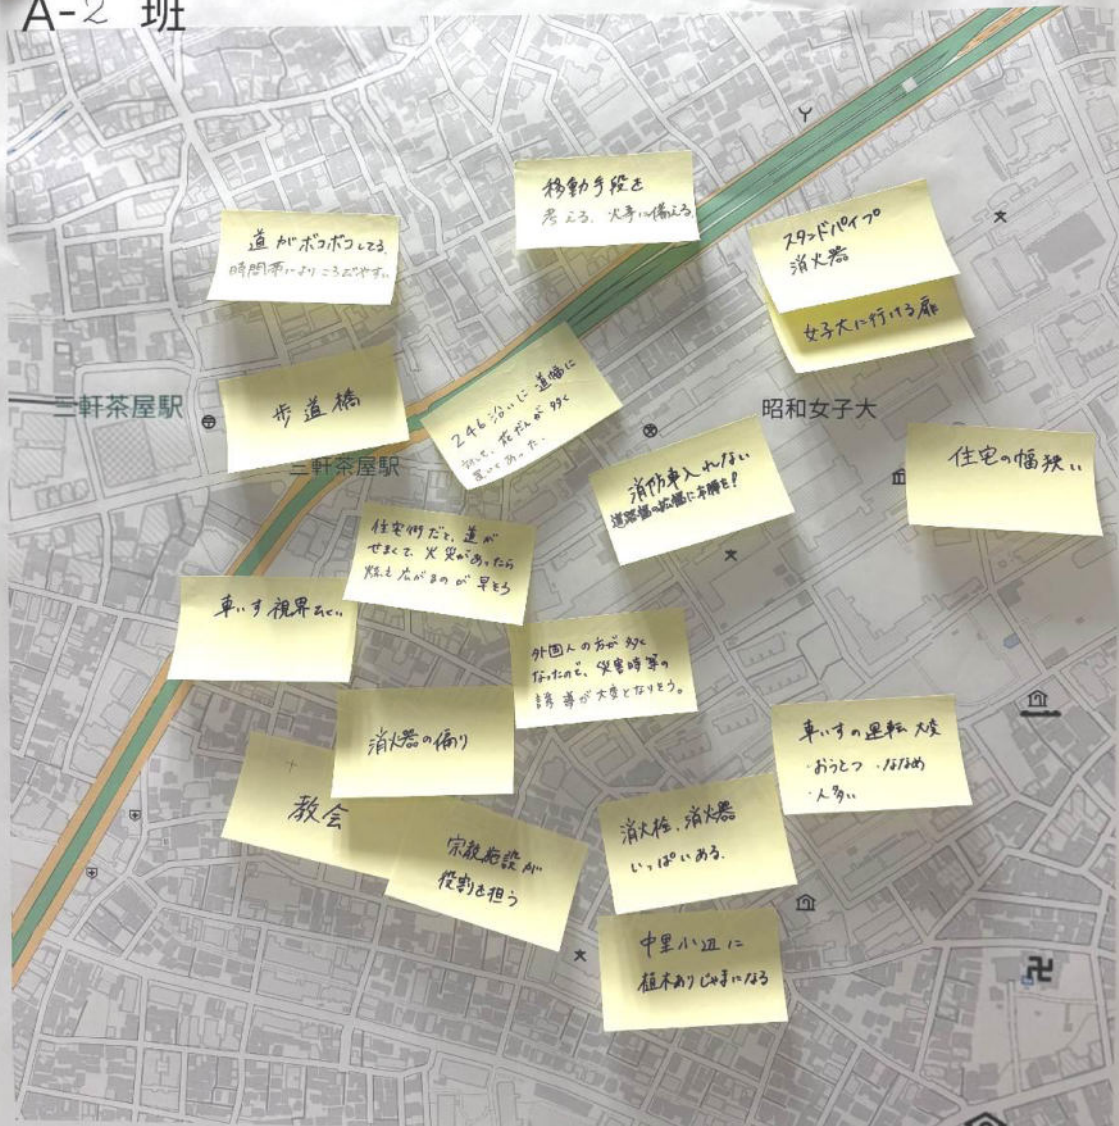 A-2 班
移動手段を
考える。火事に備える。
道がボコボコしてる。
時間帯によりころびやすい
スタンドパイプ
消火器
女子大に行ける扉
歩道橋
246沿いに道幅に
対して、花だんが多く
置いてあった。
三軒茶屋駅
昭和女子大
三軒茶屋駅
消防車入れない
道路幅の拡幅に本腰を!
住宅の幅狭い
住宅街だと、道が
せまくて、火災があったら
燃え広がるのが早そう
車いす視界ひくい
外国人の方が多く
なったので、災害時等の
誘導が大変となりそう。
消火器の偏り
車いすの運転大変
・おうとつ ・ななめ
・人多い
教会
宗教施設が
役割を担う
消火栓、消火器
いっぱいある。
中里小辺に
植木ありじゃまになる